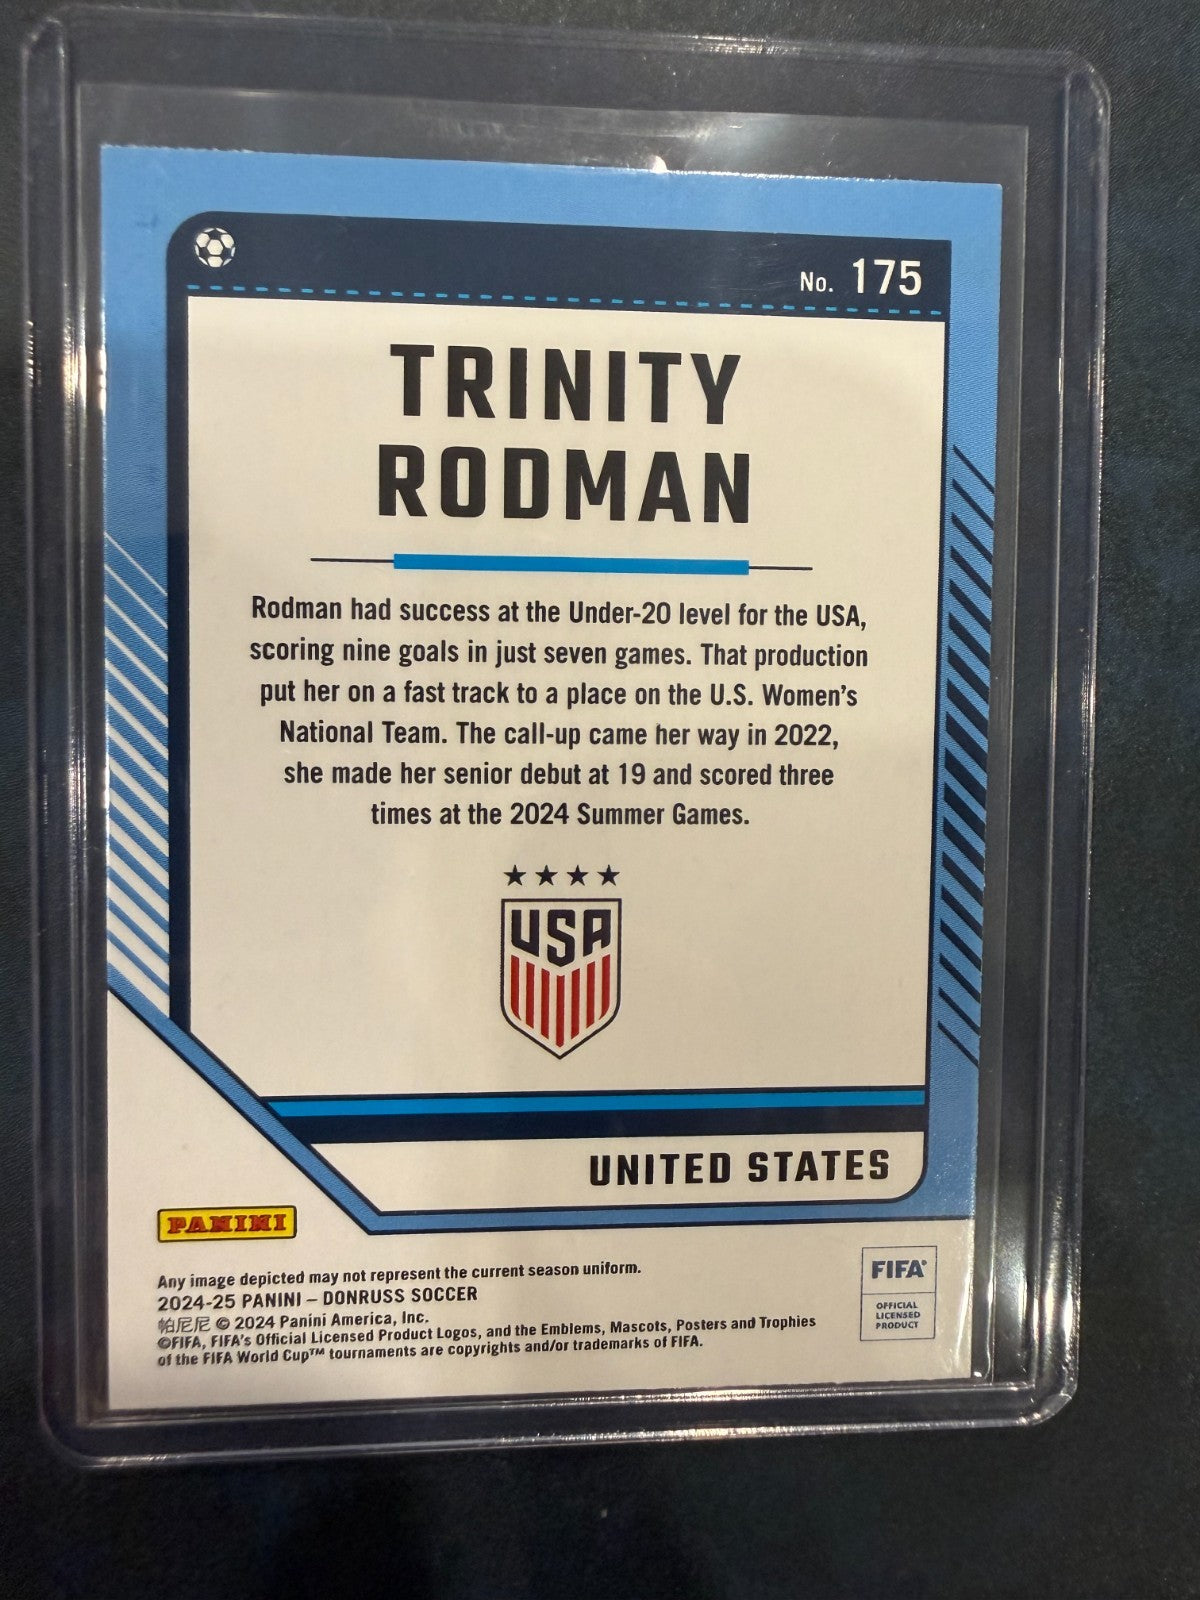 No. 175
TRINITY
RODMAN
Rodman had success at the Under-20 level for the USA,
scoring nine goals in just seven games. That production
put her on a fast track to a place on the U.S. Women's
National Team. The call-up came her way in 2022,
she made her senior debut at 19 and scored three
times at the 2024 Summer Games.
USA
UNITED STATES
PANINI
Any image depicted may not represent the current season uniform.
2024-25 PANINI – DONRUSS SOCCER
帕尼尼 © 2024 Panini America, Inc.
©FIFA, FIFA's Official Licensed Product Logos, and the Emblems, Mascots, Posters and Trophies
of the FIFA World Cup™ tournaments are copyrights and/or trademarks of FIFA.
FIFA®
OFFICIAL
LICENSED
PRODUCT